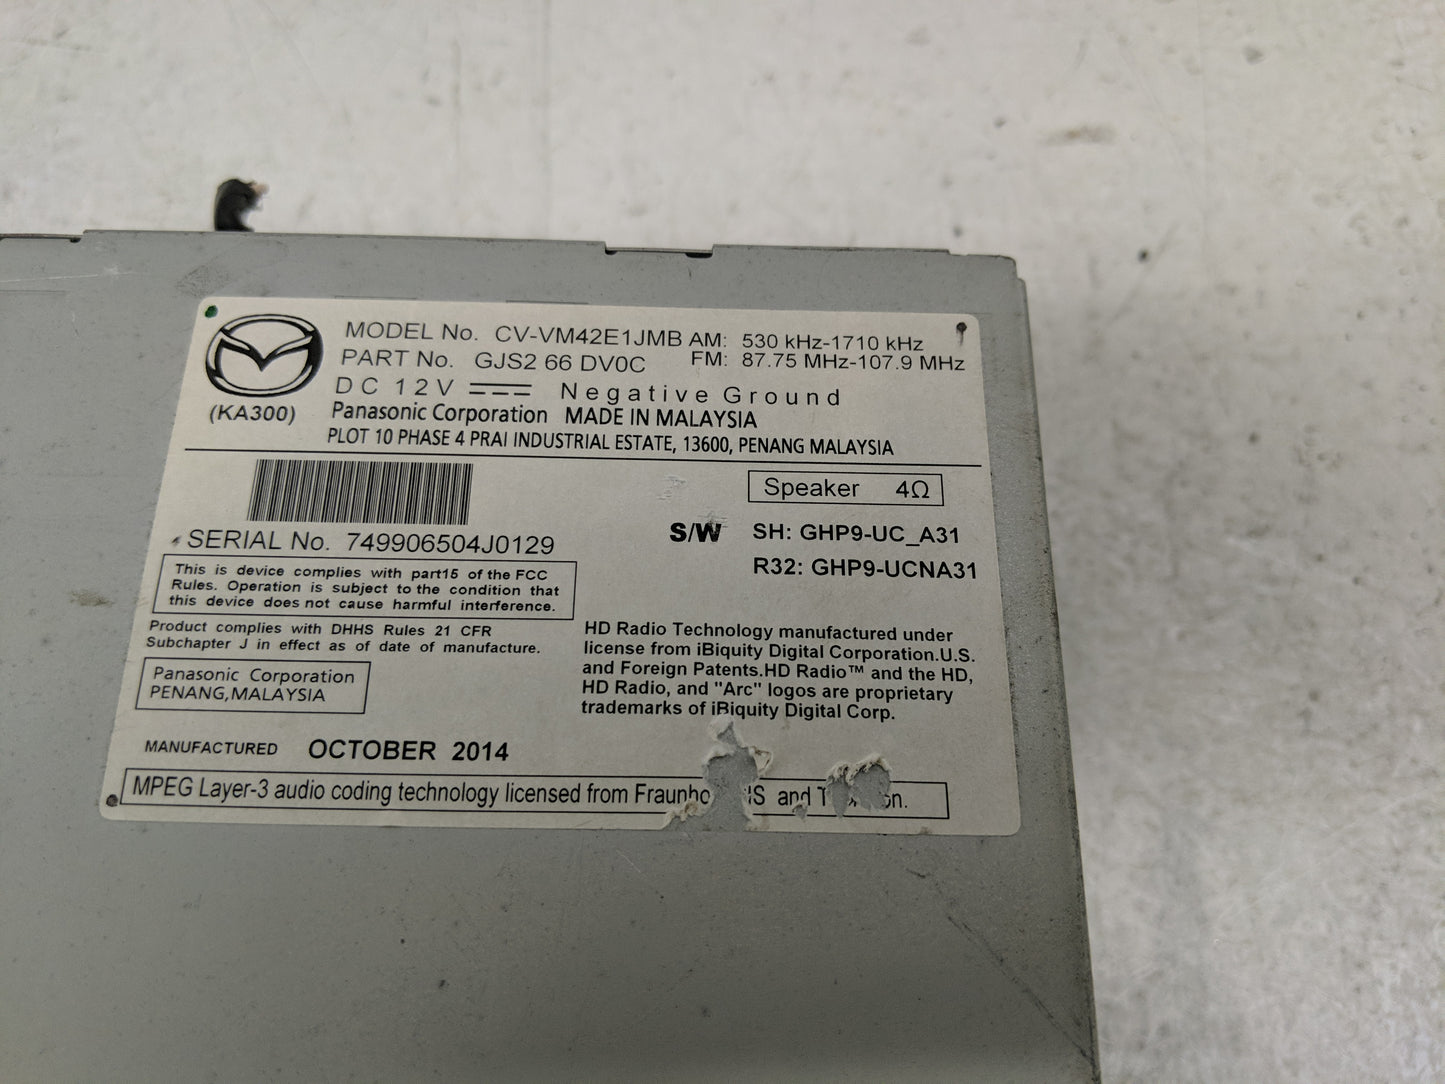 MODEL No. CV-VM42E1JMB AM: 530 kHz-1710 kHz
PART No. GJS2 66 DV0C FM: 87.75 MHz-107.9 MHz
DC 12V Negative Ground
(KA300) Panasonic Corporation MADE IN MALAYSIA
PLOT 10 PHASE 4 PRAI INDUSTRIAL ESTATE, 13600, PENANG MALAYSIA
Speaker 4Ω
S/W SH: GHP9-UC_A31
R32: GHP9-UCNA31
SERIAL No. 749906504J0129
This is device complies with part15 of the FCC
Rules. Operation is subject to the condition that
this device does not cause harmful interference.
Product complies with DHHS Rules 21 CFR
Subchapter J in effect as of date of manufacture.
Panasonic Corporation
PENANG,MALAYSIA
HD Radio Technology manufactured under
license from iBiquity Digital Corporation.U.S.
and Foreign Patents.HD Radio™ and the HD,
HD Radio, and "Arc" logos are proprietary
trademarks of iBiquity Digital Corp.
MANUFACTURED OCTOBER 2014
MPEG Layer-3 audio coding technology licensed from and